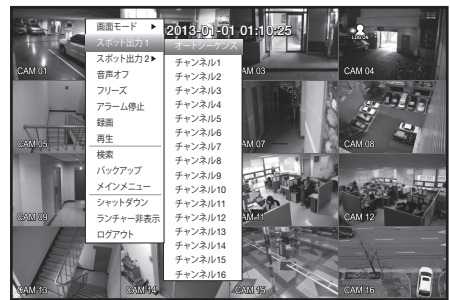 2013-01-01 01:10:25
LOG ON
画面モード ▶
スポット出力 1
スポット出力 2▶
音声オフ
フリーズ
アラーム停止
録画
再生
検索
バックアップ
メインメニュー
シャットダウン
ランチャー非表示
ログアウト
オートシーケンス
チャンネル1
チャンネル2
チャンネル3
チャンネル4
チャンネル5
チャンネル6
チャンネル7
チャンネル8
チャンネル9
チャンネル10
チャンネル11
チャンネル12
チャンネル13
チャンネル14
チャンネル15
チャンネル16
CAM 01
CAM 03
CAM 04
CAM 05
CAM 07
CAM 08
CAM 09
CAM 11
CAM 12
CAM 13
CAM 14
CAM 15
CAM 16